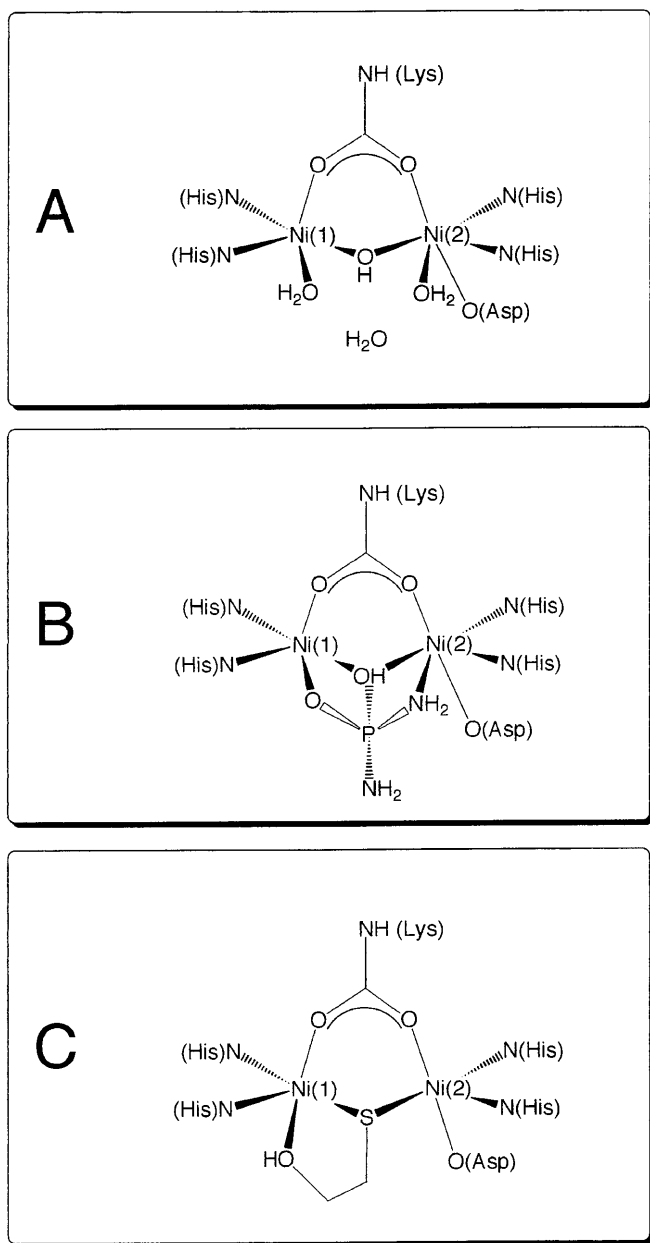 A
NH (Lys)
O O
(His)N N(His)
(His)N Ni(1) O H Ni(2) N(His)
H₂O OH₂ O(Asp)
H₂O
B
NH (Lys)
O O
(His)N N(His)
(His)N Ni(1) OH Ni(2) N(His)
O P NH₂ O(Asp)
NH₂
C
NH (Lys)
O O
(His)N N(His)
(His)N Ni(1) S Ni(2) N(His)
HO O(Asp)